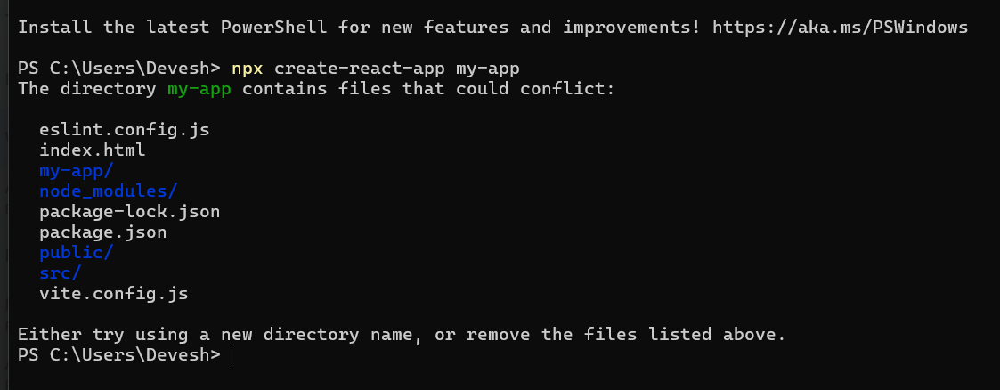 Install the latest PowerShell for new features and improvements! https://aka.ms/PSWindows
PS C:\Users\Devesh> npx create-react-app my-app
The directory my-app contains files that could conflict:
eslint.config.js
index.html
my-app/
node_modules/
package-lock.json
package.json
public/
src/
vite.config.js
Either try using a new directory name, or remove the files listed above.
PS C:\Users\Devesh>